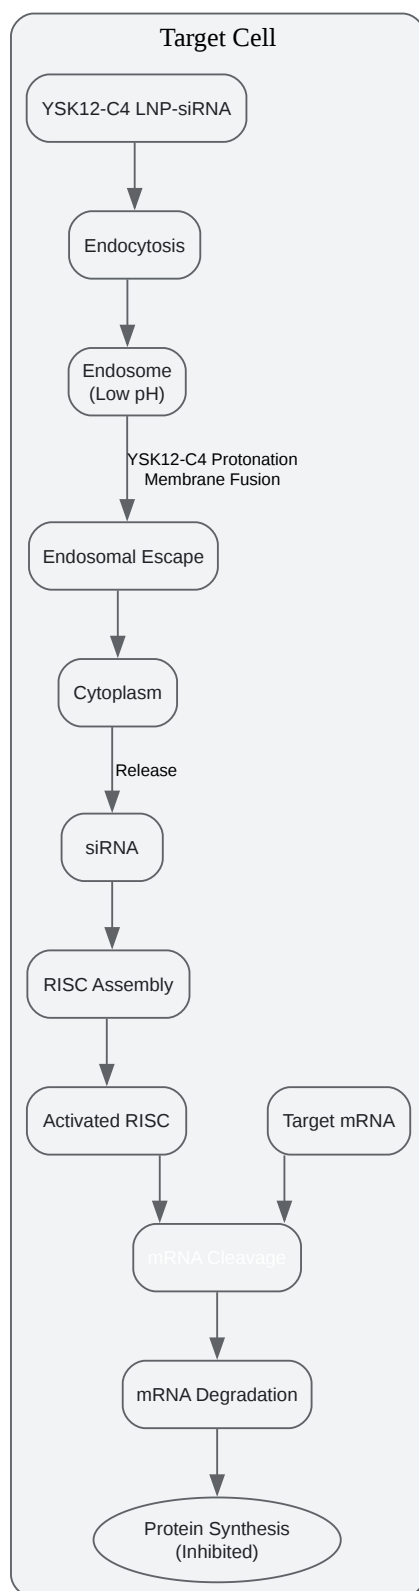 Target Cell
YSK12-C4 LNP-siRNA
Endocytosis
Endosome
(Low pH)
YSK12-C4 Protonation
Membrane Fusion
Endosomal Escape
Cytoplasm
Release
siRNA
RISC Assembly
Activated RISC
Target mRNA
mRNA Cleavage
mRNA Degradation
Protein Synthesis
(Inhibited)